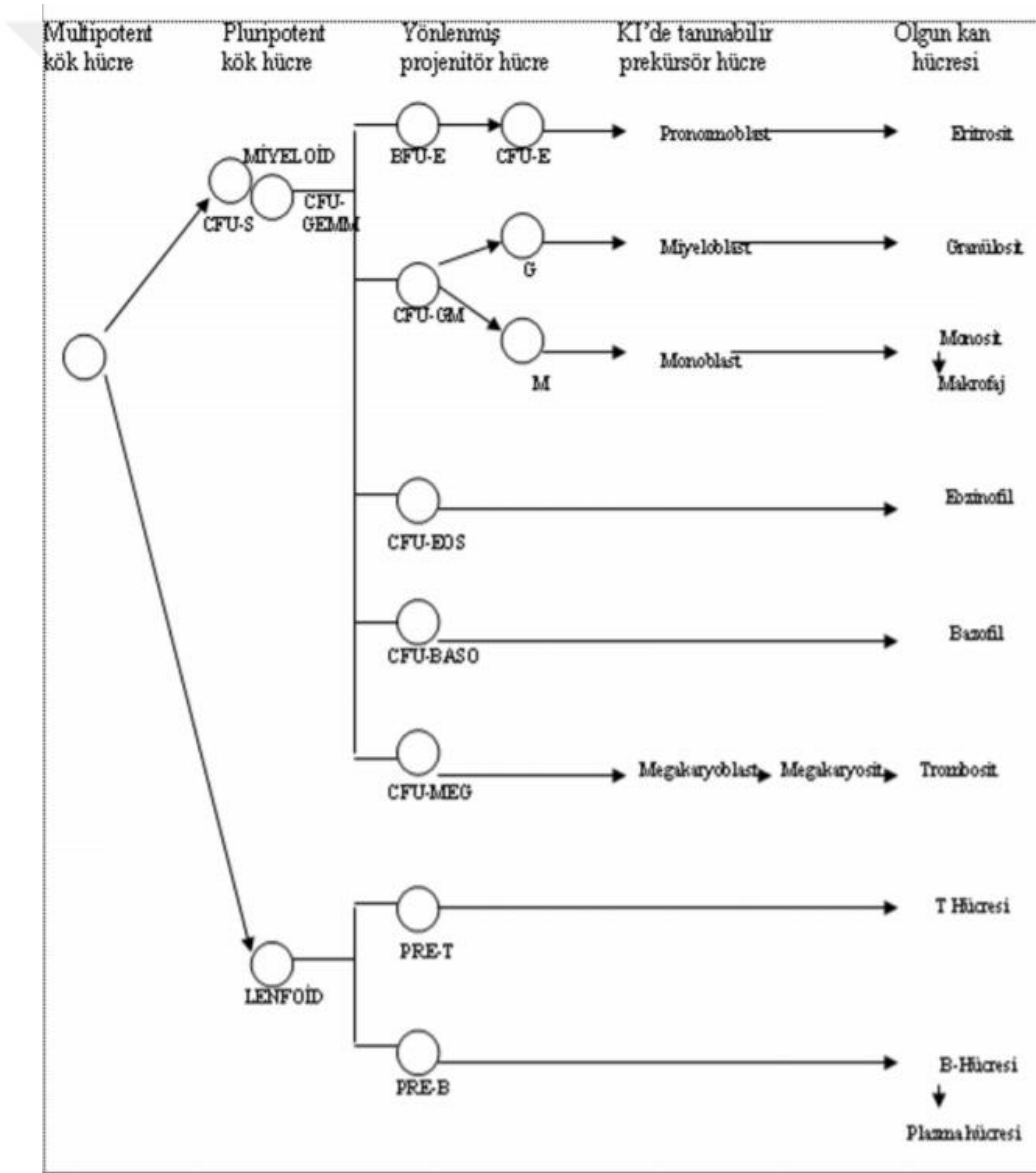 Multipotent
kök hücre
Pluripotent
kök hücre
Yönlenmiş
projenitör hücre
KI'de tanınabilir
prekürsör hücre
Olgun kan
hücresi
BFU-E
CFU-E
Pronormoblast
Eritrosit
MİYELOİD
CFU-S
CFU-
GEMM
G
Miyeloblast
Granülosit
CFU-GM
M
Monoblast
Monosit
Makrofaj
CFU-EOS
Eozinofil
CFU-BASO
Bazofil
CFU-MEG
Megakaryoblast
Megakaryosit
Trombosit
PRE-T
T Hücresi
LENFOİD
PRE-B
B-Hücresi
Plazma hücresi